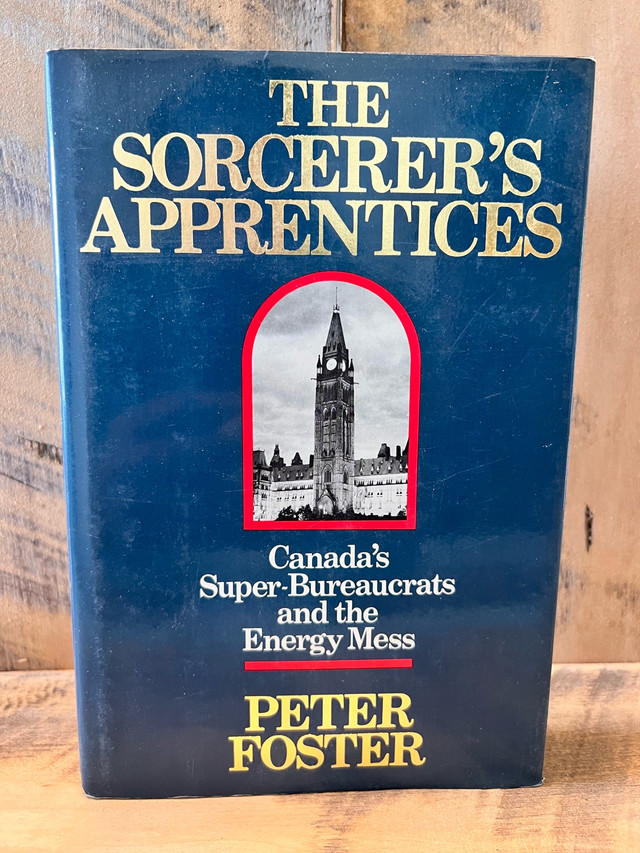 THE
SORCERER'S
APPRENTICES
Canada's
Super-Bureaucrats
and the
Energy Mess
PETER
FOSTER